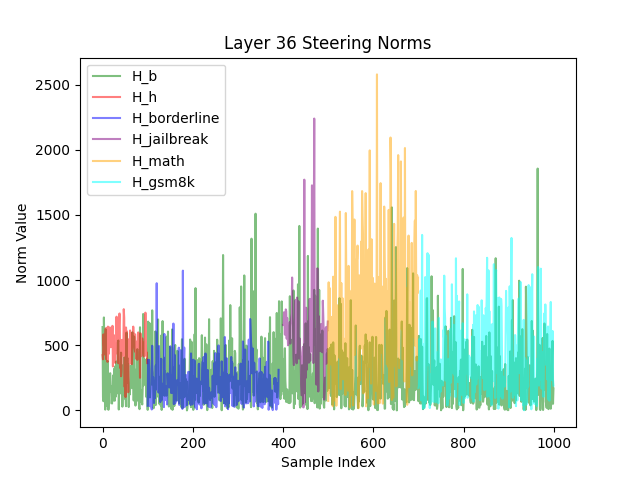 Layer 36 Steering Norms
H_b
H_h
H_borderline
H_jailbreak
H_math
H_gsm8k
Norm Value
2500
2000
1500
1000
500
0
0 200 400 600 800 1000
Sample Index